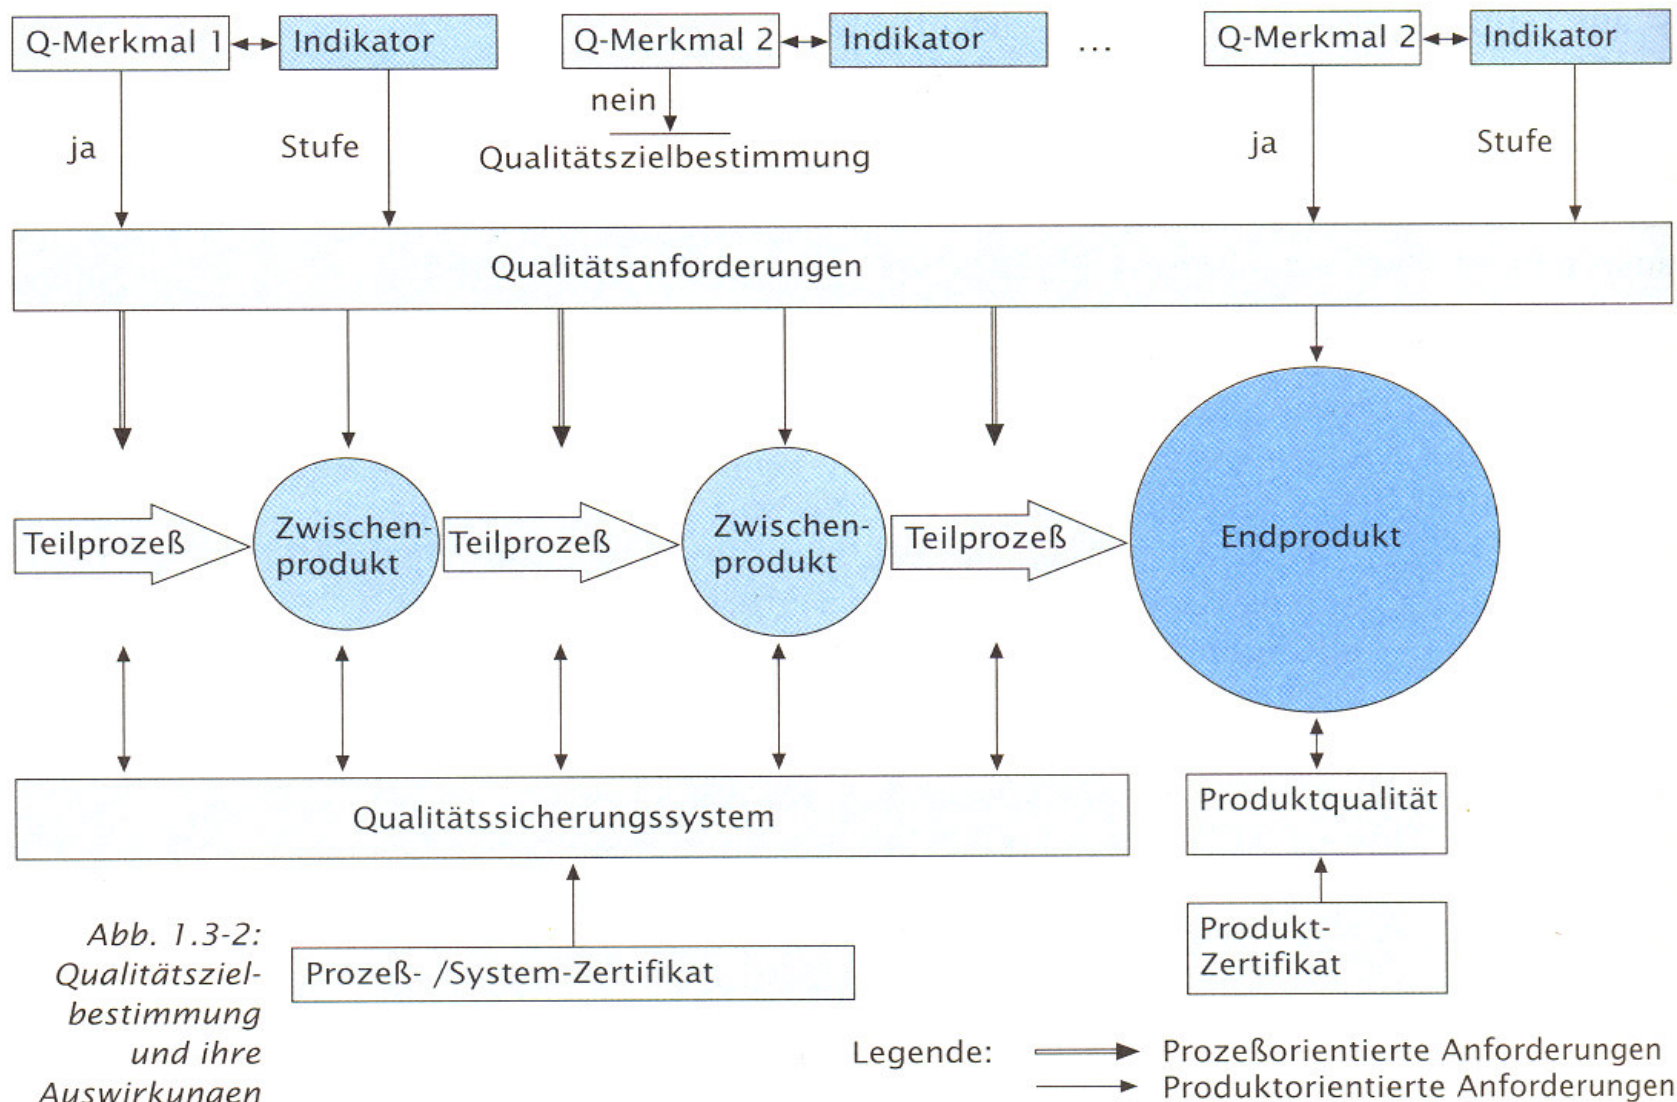 Q-Merkmal 1
Indikator
Q-Merkmal 2
Indikator
...
Q-Merkmal 2
Indikator
ja
Stufe
nein
Qualitätszielbestimmung
ja
Stufe
Qualitätsanforderungen
Teilprozeß
Zwischen-
produkt
Teilprozeß
Zwischen-
produkt
Teilprozeß
Endprodukt
Qualitätssicherungssystem
Produktqualität
Prozeß- /System-Zertifikat
Produkt-
Zertifikat
Abb. 1.3-2:
Qualitätsziel-
bestimmung
und ihre
Auswirkungen
Legende:
Prozeßorientierte Anforderungen
Produktorientierte Anforderungen